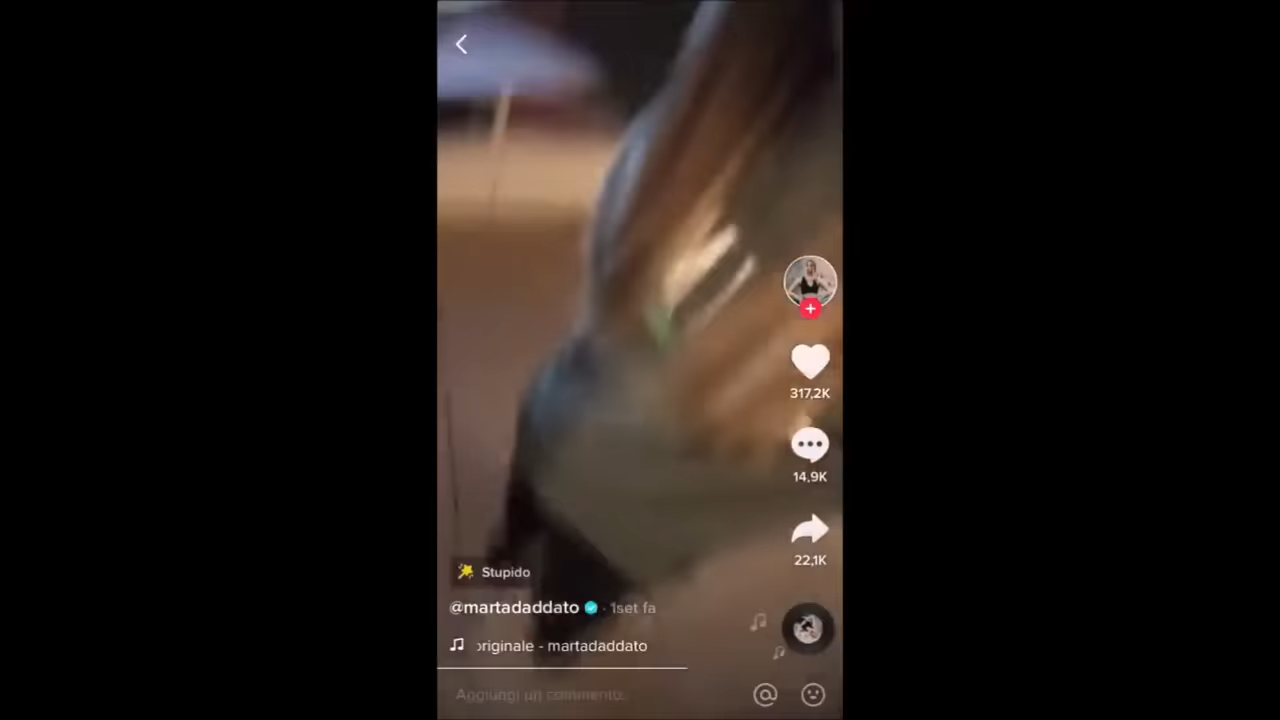 317,2K
14,9K
22,1K
Stupido
@martadaddato · 1set fa
originale - martadaddato
Aggiungi un commento.